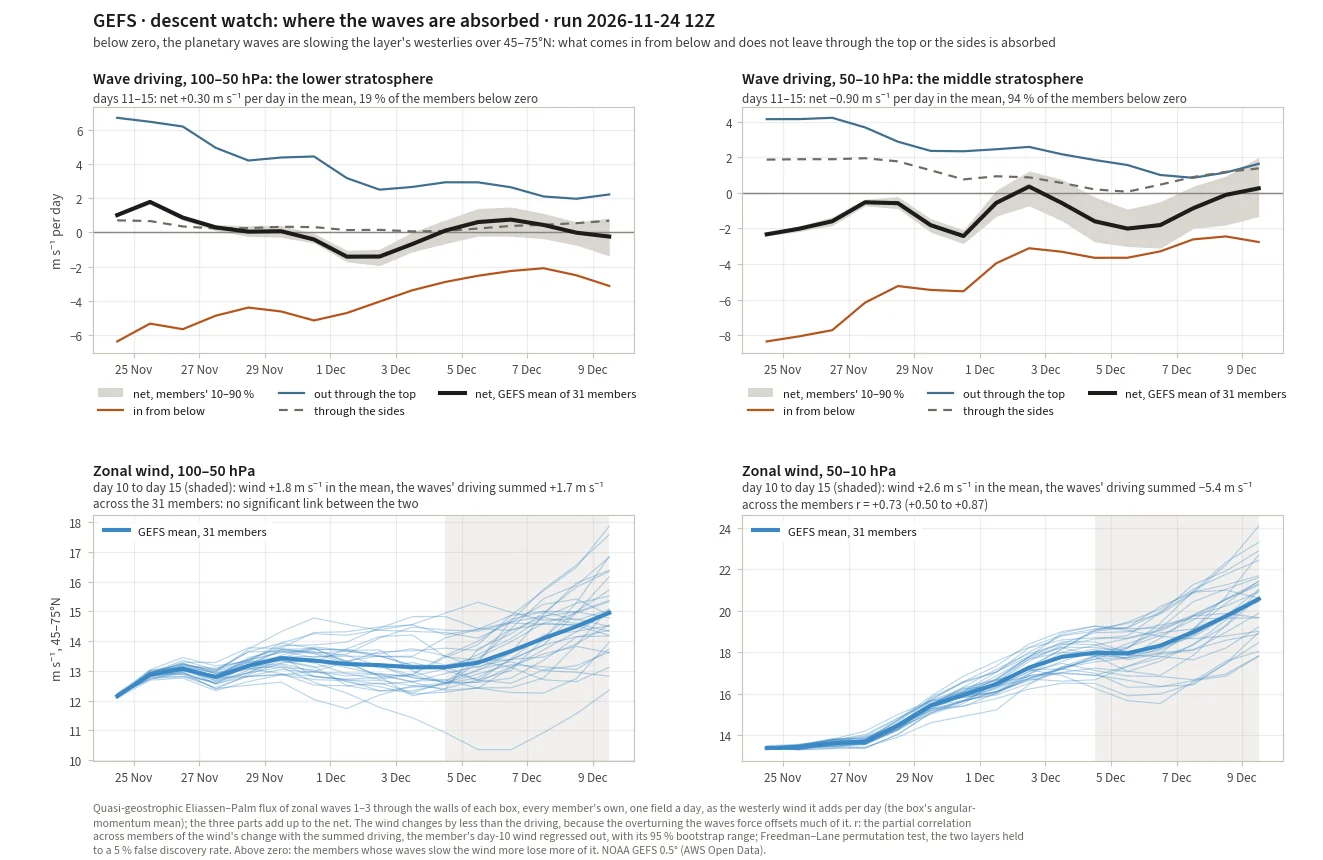 GEFS · descent watch: where the waves are absorbed · run 2026-11-24 12Z
below zero, the planetary waves are slowing the layer's westerlies over 45–75°N: what comes in from below and does not leave through the top or the sides is absorbed
Wave driving, 100–50 hPa: the lower stratosphere
days 11–15: net +0.30 m s⁻¹ per day in the mean, 19 % of the members below zero
6
4
2
0
−2
−4
−6
m s⁻¹ per day
25 Nov 27 Nov 29 Nov 1 Dec 3 Dec 5 Dec 7 Dec 9 Dec
net, members' 10–90 % out through the top net, GEFS mean of 31 members
in from below through the sides
Wave driving, 50–10 hPa: the middle stratosphere
days 11–15: net −0.90 m s⁻¹ per day in the mean, 94 % of the members below zero
4
2
0
−2
−4
−6
−8
25 Nov 27 Nov 29 Nov 1 Dec 3 Dec 5 Dec 7 Dec 9 Dec
net, members' 10–90 % out through the top net, GEFS mean of 31 members
in from below through the sides
Zonal wind, 100–50 hPa
day 10 to day 15 (shaded): wind +1.8 m s⁻¹ in the mean, the waves' driving summed +1.7 m s⁻¹
across the 31 members: no significant link between the two
GEFS mean, 31 members
18
17
16
15
14
13
12
11
10
m s⁻¹, 45–75°N
25 Nov 27 Nov 29 Nov 1 Dec 3 Dec 5 Dec 7 Dec 9 Dec
Zonal wind, 50–10 hPa
day 10 to day 15 (shaded): wind +2.6 m s⁻¹ in the mean, the waves' driving summed −5.4 m s⁻¹
across the members r = +0.73 (+0.50 to +0.87)
GEFS mean, 31 members
24
22
20
18
16
14
25 Nov 27 Nov 29 Nov 1 Dec 3 Dec 5 Dec 7 Dec 9 Dec
Quasi-geostrophic Eliassen–Palm flux of zonal waves 1–3 through the walls of each box, every member's own, one field a day, as the westerly wind it adds per day (the box's angular-
momentum mean); the three parts add up to the net. The wind changes by less than the driving, because the overturning the waves force offsets much of it. r: the partial correlation
across members of the wind's change with the summed driving, the member's day-10 wind regressed out, with its 95 % bootstrap range; Freedman–Lane permutation test, the two layers held
to a 5 % false discovery rate. Above zero: the members whose waves slow the wind more lose more of it. NOAA GEFS 0.5° (AWS Open Data).